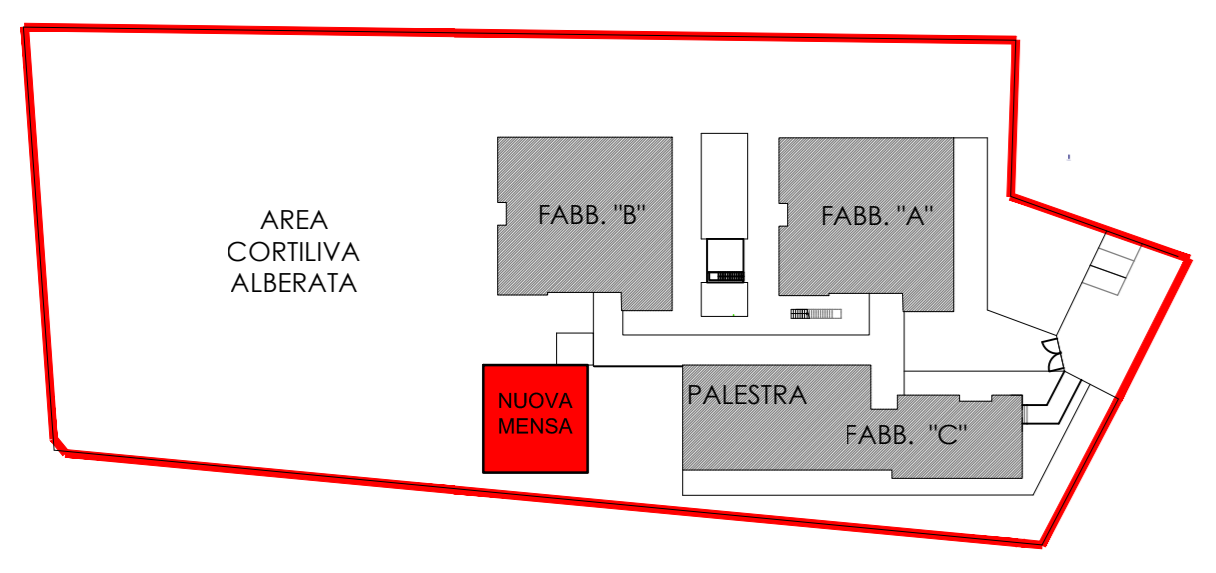 AREA
CORTILIVA
ALBERATA
FABB. "B"
FABB. "A"
NUOVA
MENSA
PALESTRA
FABB. "C"